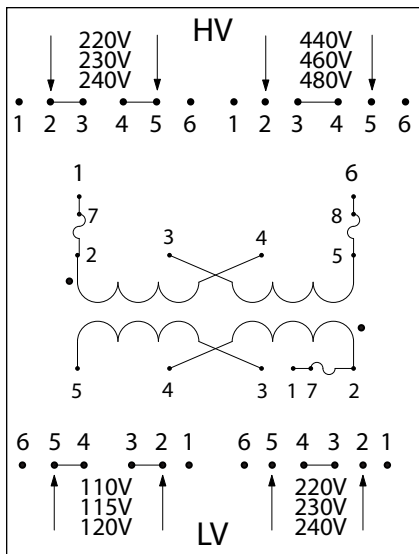 HV
220V 440V
230V 460V
240V 480V
1 2 3 4 5 6 1 2 3 4 5 6
1 6
7 8
2 3 4 5
5 4 3 1 7 2
6 5 4 3 2 1 6 5 4 3 2 1
110V 220V
115V 230V
120V 240V
LV